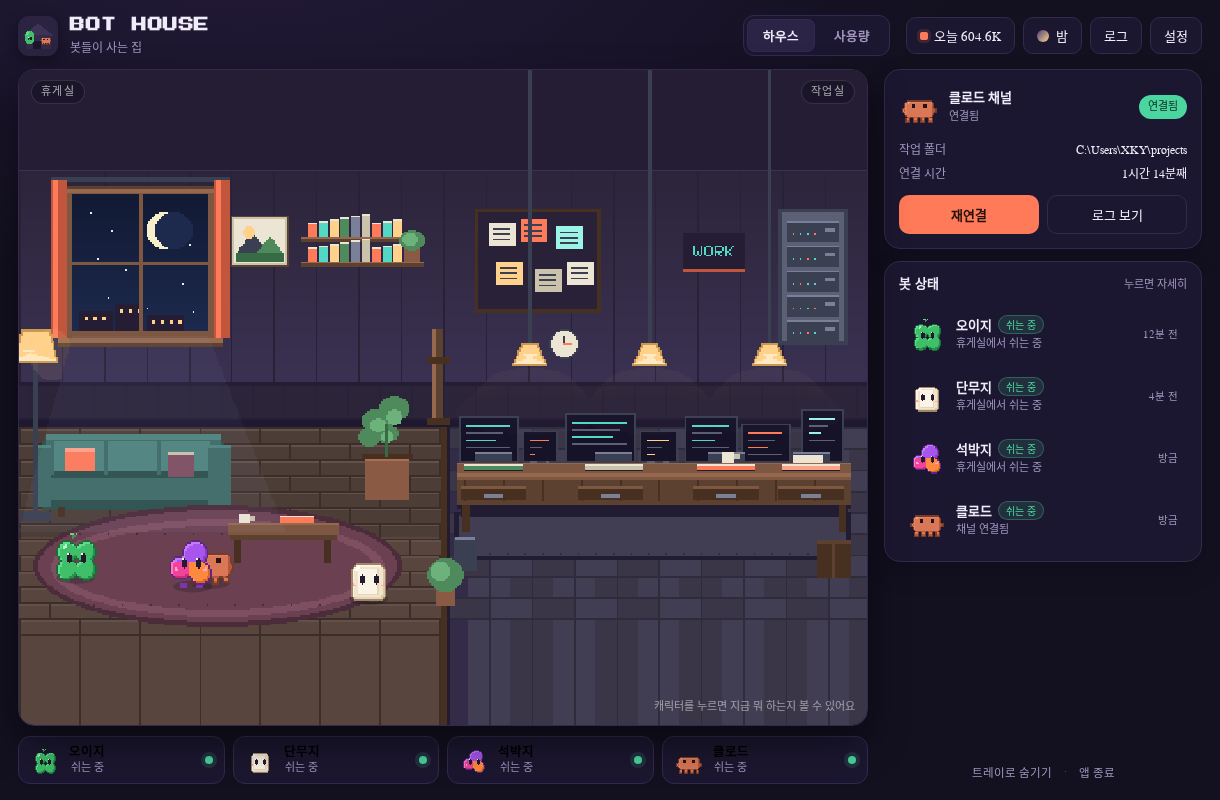 BOT HOUSE
봇들이 사는 집
하우스
사용량
오늘 604.6K
밤
로그
설정
휴게실
작업실
WORK
캐릭터를 누르면 지금 뭐 하는지 볼 수 있어요
클로드 채널
연결됨
연결됨
작업 폴더
C:\Users\XKY\projects
연결 시간
1시간 14분째
재연결
로그 보기
봇 상태
누르면 자세히
오이지
쉬는 중
휴게실에서 쉬는 중
12분 전
단무지
쉬는 중
휴게실에서 쉬는 중
4분 전
석박지
쉬는 중
휴게실에서 쉬는 중
방금
클로드
쉬는 중
채널 연결됨
방금
오이지
쉬는 중
단무지
쉬는 중
석박지
쉬는 중
클로드
쉬는 중
트레이로 숨기기 · 앱 종료